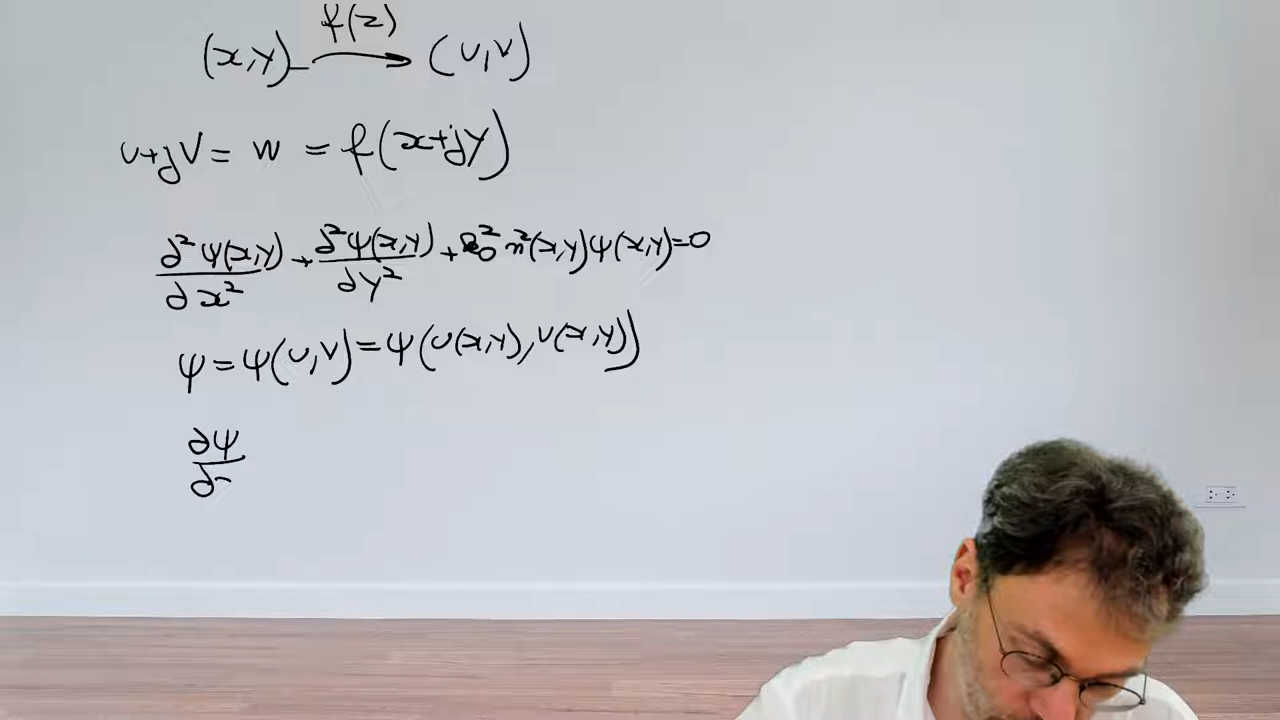 (x,y) f(z) → (u,v)
u+jv = w = f(x+jy)
∂²ψ(x,y)/∂x² + ∂²ψ(x,y)/∂y² + k₀² n²(x,y)ψ(x,y)=0
ψ = ψ(u,v) = ψ(u(x,y),v(x,y))
∂ψ/∂